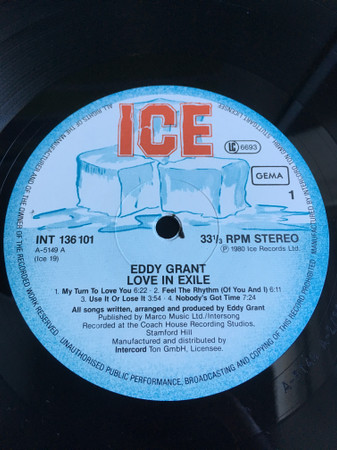 ICE
LC 6693
GEMA
1
INT 136 101
A-5149 A
(Ice 19)
33 1/3 RPM STEREO
℗ 1980 Ice Records Ltd.
EDDY GRANT
LOVE IN EXILE
1. My Turn To Love You 6:22 - 2. Feel The Rhythm (Of You And I) 6:11
3. Use It Or Lose It 3:54 - 4. Nobody's Got Time 7:24
All songs written, arranged and produced by Eddy Grant
Published by Marco Music Ltd./Intersong
Recorded at the Coach House Recording Studios,
Stamford Hill
Manufactured and distributed by
Intercord Ton GmbH, Licensee.
ALL RIGHTS OF THE MANUFACTURER AND OF THE OWNER OF THE RECORDED WORK RESERVED. UNAUTHORISED PUBLIC PERFORMANCE, BROADCASTING AND COPYING OF THIS RECORD PROHIBITED.